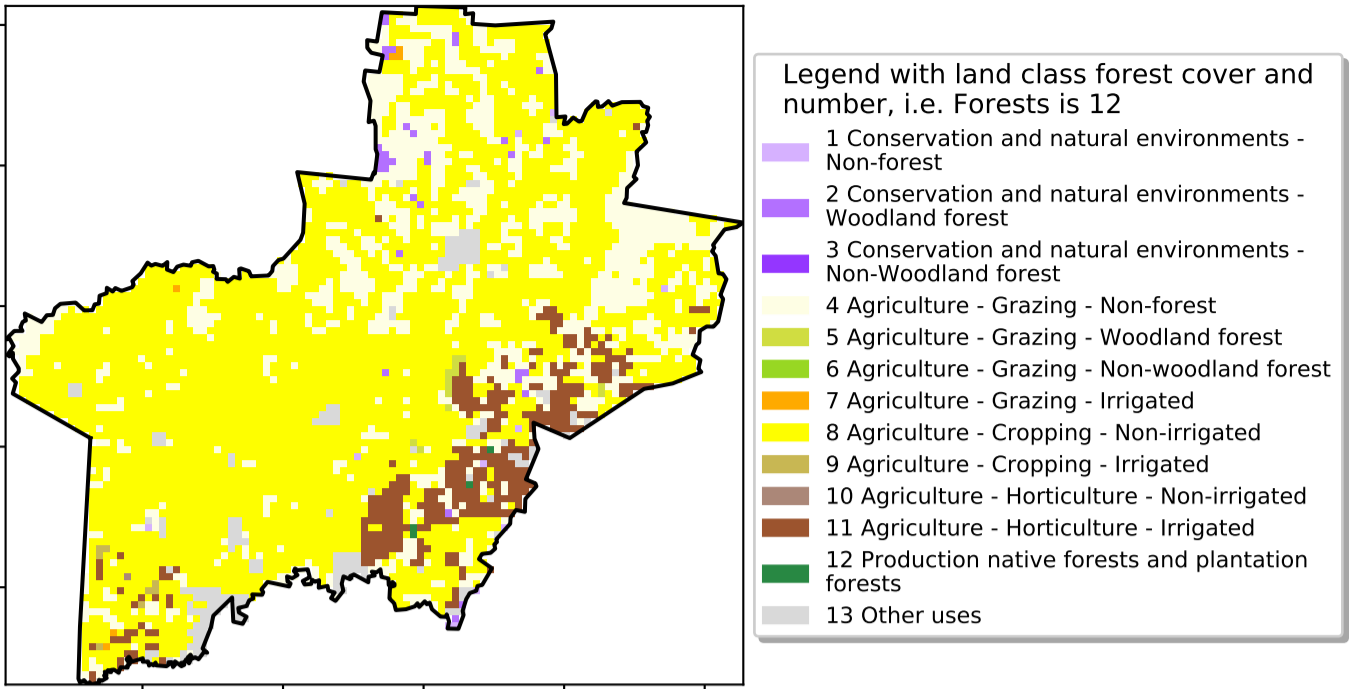 Legend with land class forest cover and
number, i.e. Forests is 12
1 Conservation and natural environments -
Non-forest
2 Conservation and natural environments -
Woodland forest
3 Conservation and natural environments -
Non-Woodland forest
4 Agriculture - Grazing - Non-forest
5 Agriculture - Grazing - Woodland forest
6 Agriculture - Grazing - Non-woodland forest
7 Agriculture - Grazing - Irrigated
8 Agriculture - Cropping - Non-irrigated
9 Agriculture - Cropping - Irrigated
10 Agriculture - Horticulture - Non-irrigated
11 Agriculture - Horticulture - Irrigated
12 Production native forests and plantation
forests
13 Other uses